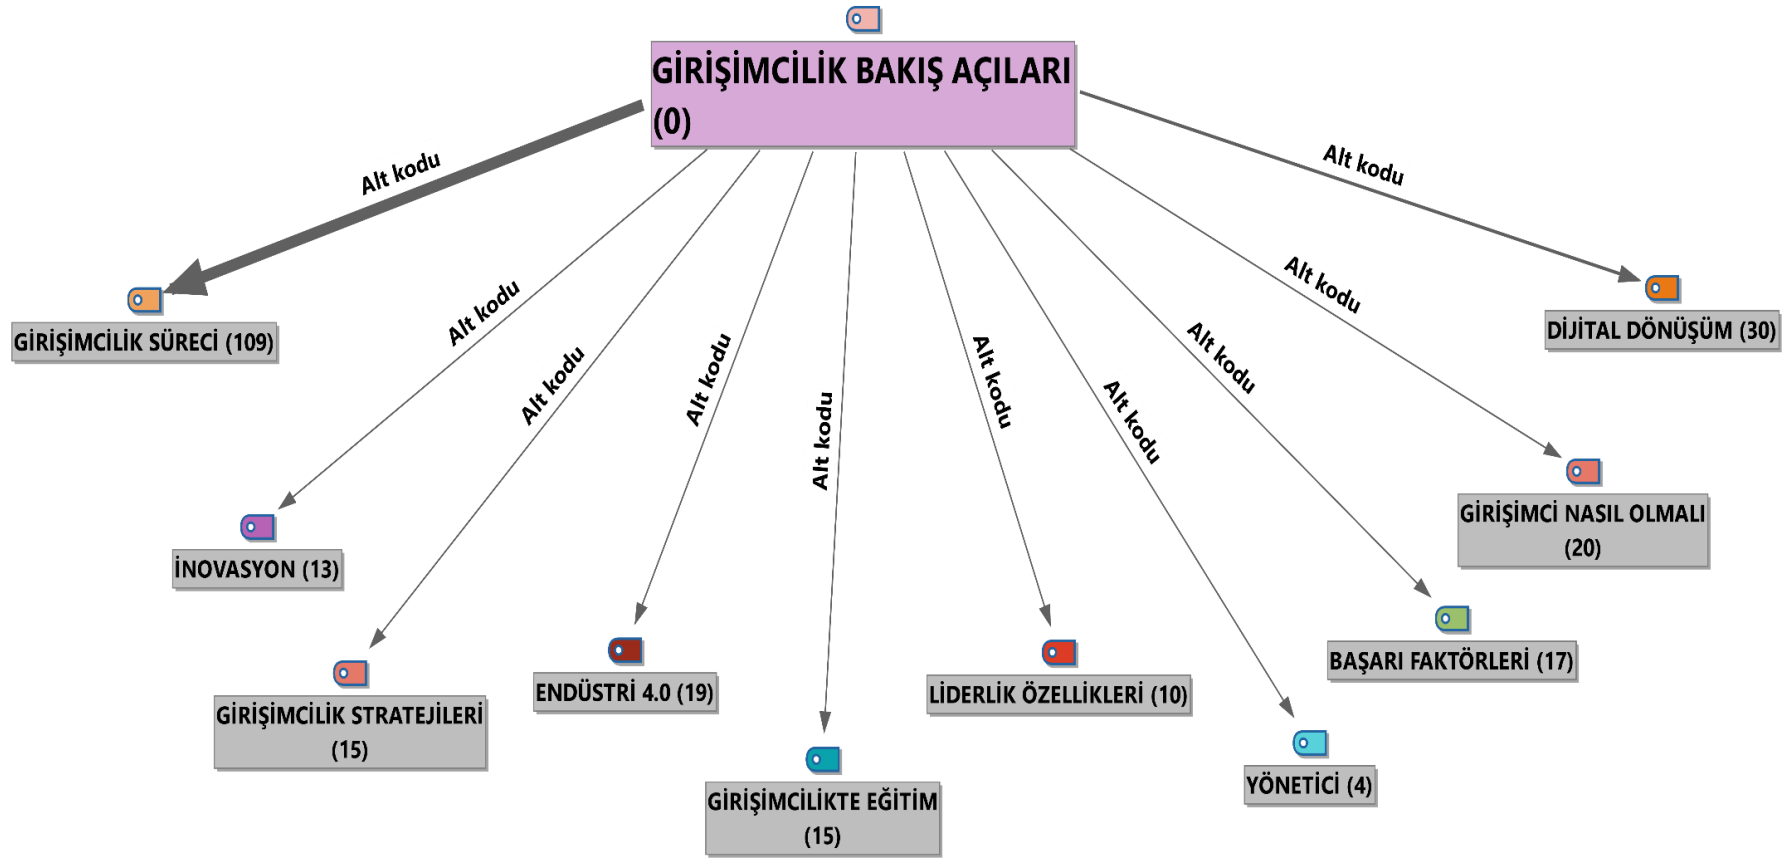 GİRİŞİMCİLİK BAKIŞ AÇILARI
(0)
Alt kodu
Alt kodu
Alt kodu
Alt kodu
Alt kodu
Alt kodu
Alt kodu
Alt kodu
Alt kodu
Alt kodu
GİRİŞİMCİLİK SÜRECİ (109)
İNOVASYON (13)
GİRİŞİMCİLİK STRATEJİLERİ
(15)
ENDÜSTRİ 4.0 (19)
GİRİŞİMCİLİKTE EĞİTİM
(15)
LİDERLİK ÖZELLİKLERİ (10)
YÖNETİCİ (4)
BAŞARI FAKTÖRLERİ (17)
GİRİŞİMCİ NASIL OLMALI
(20)
DİJİTAL DÖNÜŞÜM (30)